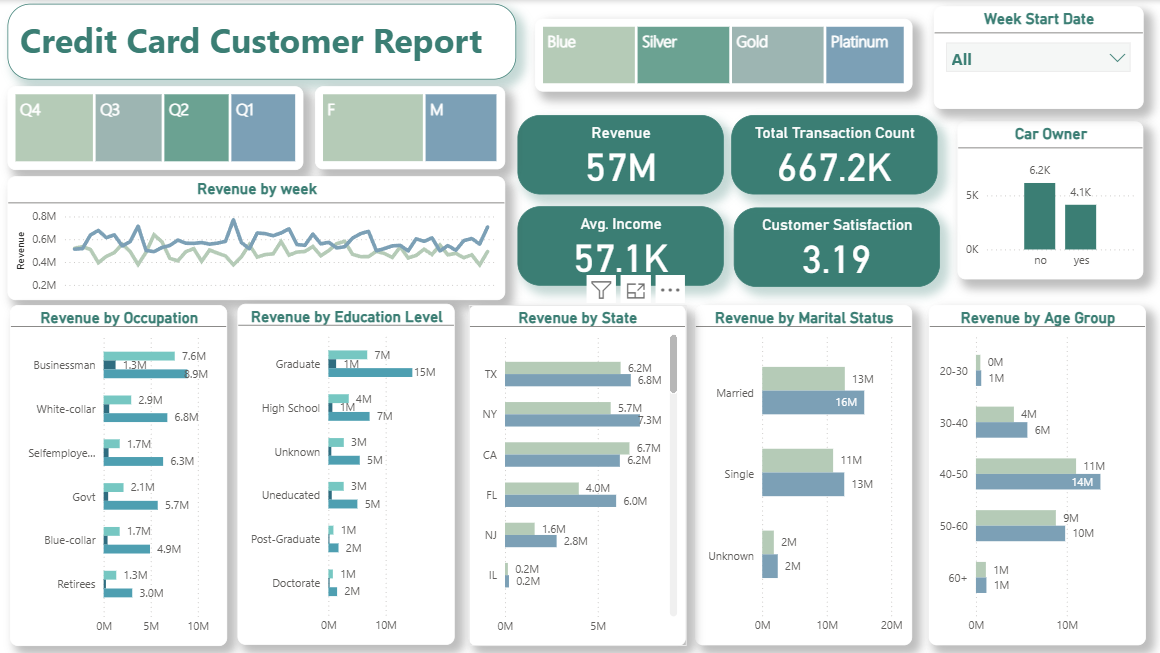 Credit Card Customer Report
Blue
Silver
Gold
Platinum
Week Start Date
All
Q4
Q3
Q2
Q1
F
M
Revenue
57M
Total Transaction Count
667.2K
Avg. Income
57.1K
Customer Satisfaction
3.19
Car Owner
6.2K
4.1K
5K
0K
no
yes
Revenue by week
Revenue
0.8M
0.6M
0.4M
0.2M
Revenue by Occupation
Businessman
7.6M
1.3M
8.9M
White-collar
2.9M
6.8M
Selfemploye...
1.7M
6.3M
Govt
2.1M
5.7M
Blue-collar
1.7M
4.9M
Retirees
1.3M
3.0M
0M 5M 10M
Revenue by Education Level
Graduate
7M
1M
15M
High School
4M
1M
7M
Unknown
3M
5M
Uneducated
3M
5M
Post-Graduate
1M
2M
Doctorate
1M
2M
0M 10M
Revenue by State
TX
6.2M
6.8M
NY
5.7M
7.3M
CA
6.7M
6.2M
FL
4.0M
6.0M
NJ
1.6M
2.8M
IL
0.2M
0.2M
0M 5M
Revenue by Marital Status
Married
13M
16M
Single
11M
13M
Unknown
2M
2M
0M 10M 20M
Revenue by Age Group
20-30
0M
1M
30-40
4M
6M
40-50
11M
14M
50-60
9M
10M
60+
1M
1M
0M 10M